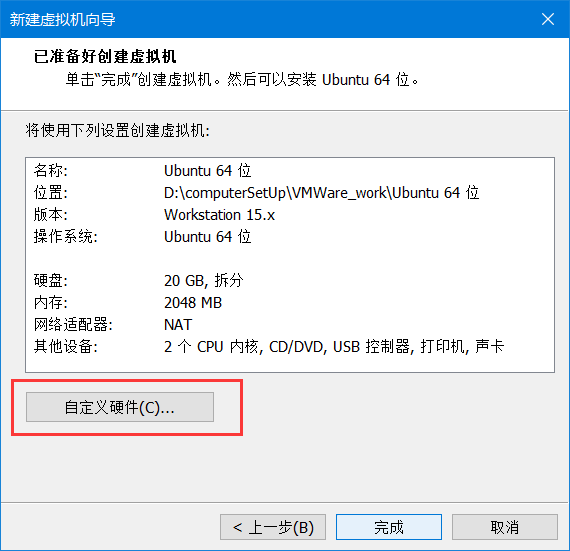 新建虚拟机向导
已准备好创建虚拟机
单击“完成”创建虚拟机。然后可以安装 Ubuntu 64 位。
将使用下列设置创建虚拟机:
名称: Ubuntu 64 位
位置: D:\computerSetUp\VMWare_work\Ubuntu 64 位
版本: Workstation 15.x
操作系统: Ubuntu 64 位
硬盘: 20 GB, 拆分
内存: 2048 MB
网络适配器: NAT
其他设备: 2 个 CPU 内核, CD/DVD, USB 控制器, 打印机, 声卡
自定义硬件(C)...
< 上一步(B) 完成 取消